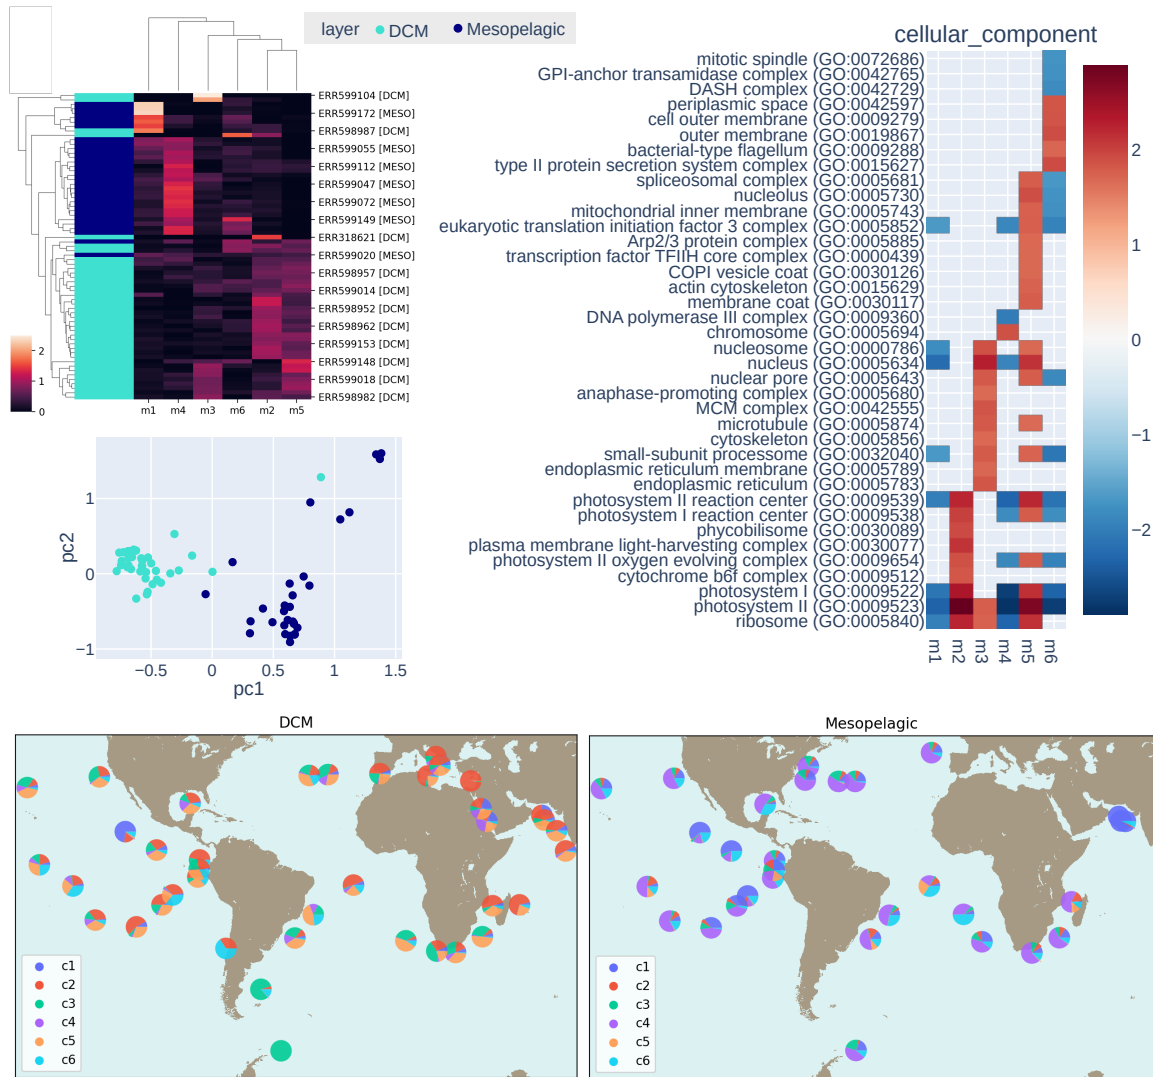 layer DCM Mesopelagic
ERR599104 [DCM]
ERR599172 [MESO]
ERR598987 [DCM]
ERR599055 [MESO]
ERR599112 [MESO]
ERR599047 [MESO]
ERR599072 [MESO]
ERR599149 [MESO]
ERR318621 [DCM]
ERR599020 [MESO]
ERR598957 [DCM]
ERR599014 [DCM]
ERR598952 [DCM]
ERR598962 [DCM]
ERR599153 [DCM]
ERR599148 [DCM]
ERR599018 [DCM]
ERR598982 [DCM]
2
1
0
m1 m4 m3 m6 m2 m5
cellular_component
mitotic spindle (GO:0072686)
GPI-anchor transamidase complex (GO:0042765)
DASH complex (GO:0042729)
periplasmic space (GO:0042597)
cell outer membrane (GO:0009279)
outer membrane (GO:0019867)
bacterial-type flagellum (GO:0009288)
type II protein secretion system complex (GO:0015627)
spliceosomal complex (GO:0005681)
nucleolus (GO:0005730)
mitochondrial inner membrane (GO:0005743)
eukaryotic translation initiation factor 3 complex (GO:0005852)
Arp2/3 protein complex (GO:0005885)
transcription factor TFIIH core complex (GO:0000439)
COPI vesicle coat (GO:0030126)
actin cytoskeleton (GO:0015629)
membrane coat (GO:0030117)
DNA polymerase III complex (GO:0009360)
chromosome (GO:0005694)
nucleosome (GO:0000786)
nucleus (GO:0005634)
nuclear pore (GO:0005643)
anaphase-promoting complex (GO:0005680)
MCM complex (GO:0042555)
microtubule (GO:0005874)
cytoskeleton (GO:0005856)
small-subunit processome (GO:0032040)
endoplasmic reticulum membrane (GO:0005789)
endoplasmic reticulum (GO:0005783)
photosystem II reaction center (GO:0009539)
photosystem I reaction center (GO:0009538)
phycobilisome (GO:0030089)
plasma membrane light-harvesting complex (GO:0030077)
photosystem II oxygen evolving complex (GO:0009654)
cytochrome b6f complex (GO:0009512)
photosystem I (GO:0009522)
photosystem II (GO:0009523)
ribosome (GO:0005840)
m1 m2 m3 m4 m5 m6
2
1
0
−1
−2
pc2
1
0
−1
−0.5 0 0.5 1 1.5
pc1
DCM
c1
c2
c3
c4
c5
c6
Mesopelagic
c1
c2
c3
c4
c5
c6